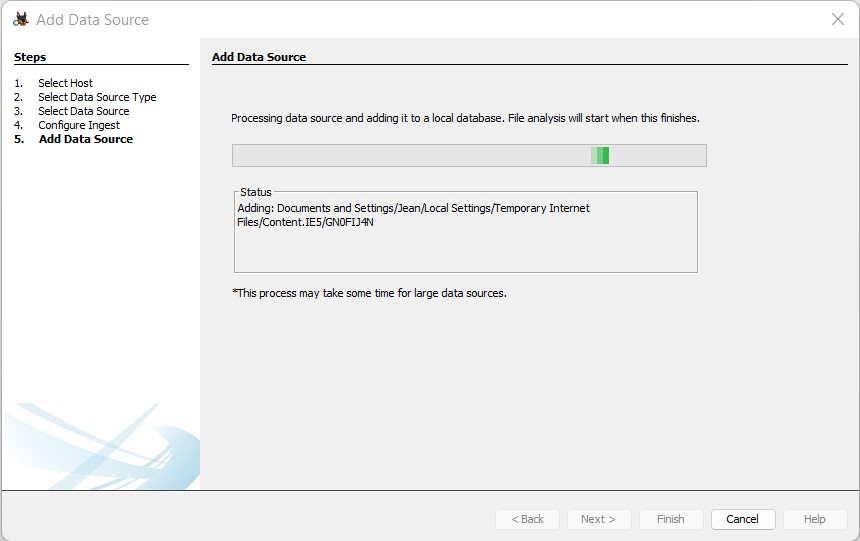 Add Data Source
Steps
1. Select Host
2. Select Data Source Type
3. Select Data Source
4. Configure Ingest
5. Add Data Source
Add Data Source
Processing data source and adding it to a local database. File analysis will start when this finishes.
Status
Adding: Documents and Settings/Jean/Local Settings/Temporary Internet
Files/Content.IE5/GN0FIJ4N
*This process may take some time for large data sources.
< Back
Next >
Finish
Cancel
Help